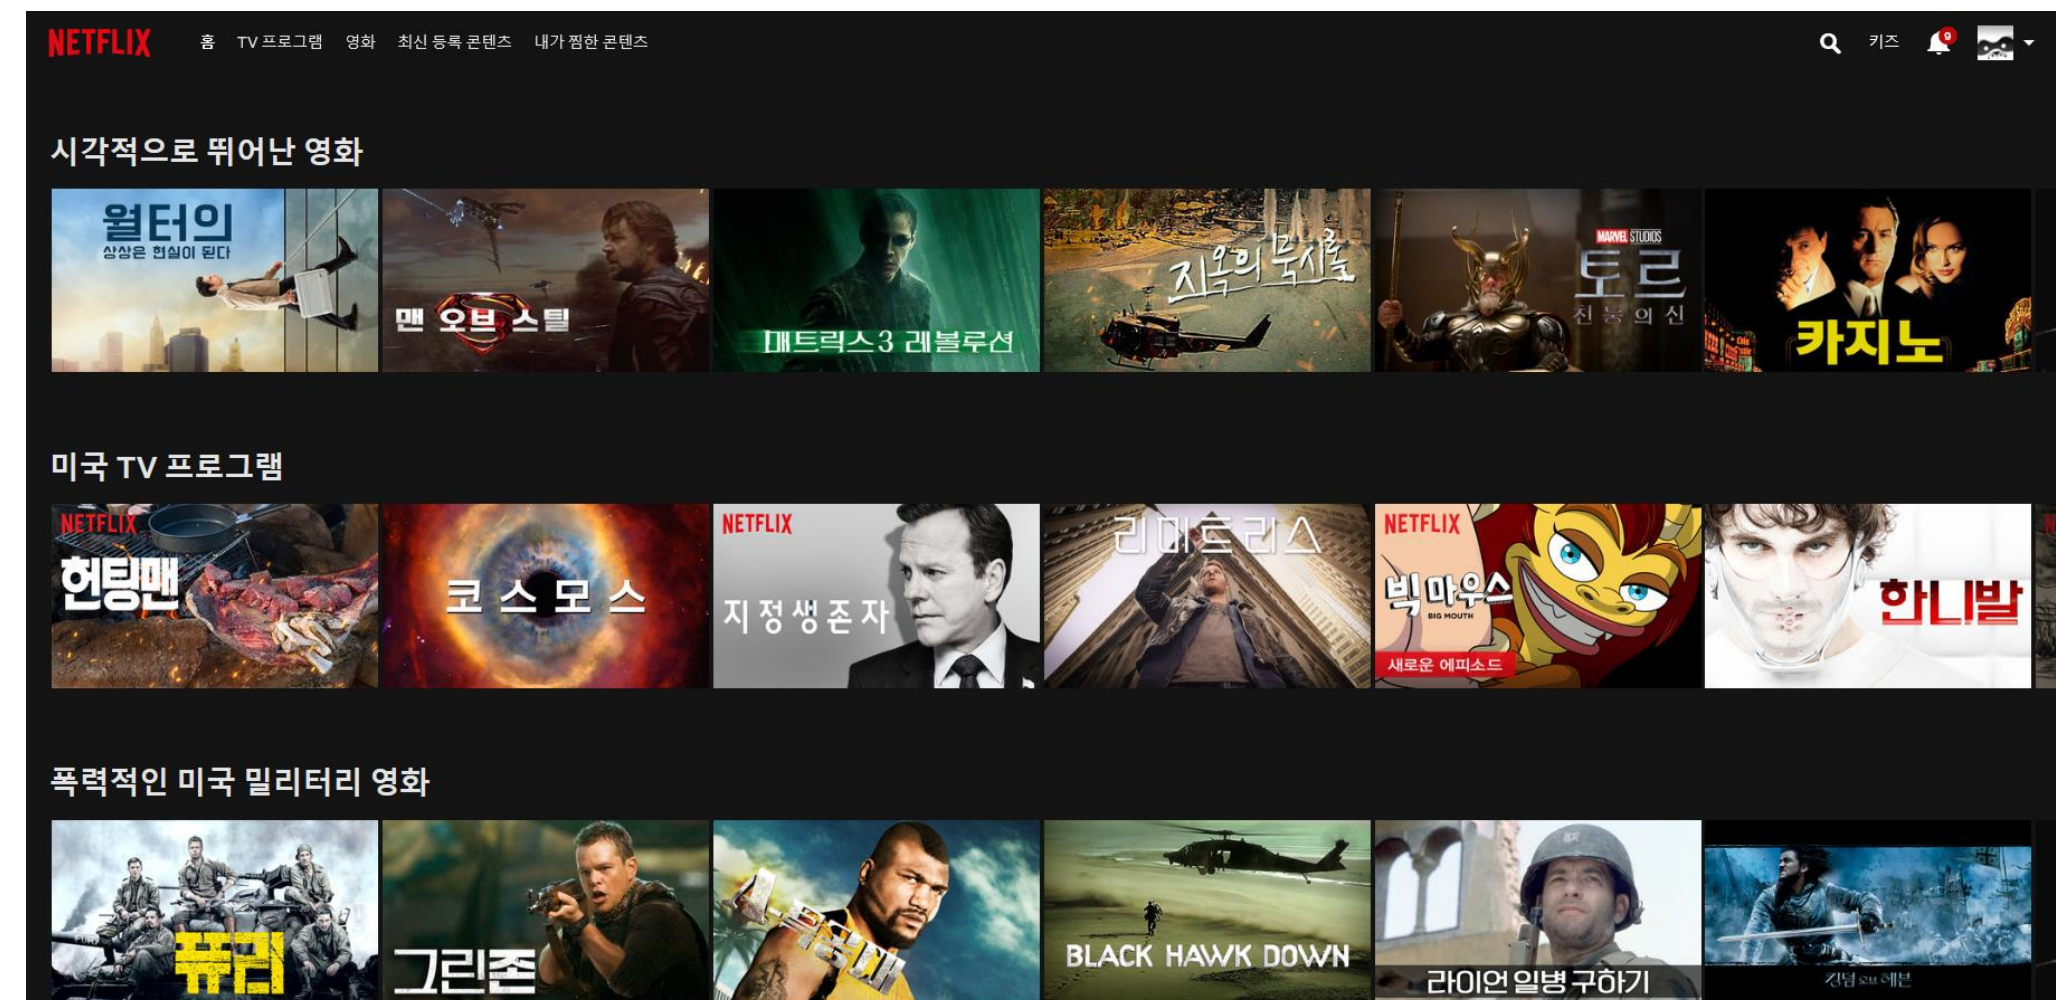 NETFLIX 홈 TV 프로그램 영화 최신 등록 콘텐츠 내가 찜한 콘텐츠 키즈 9
시각적으로 뛰어난 영화
월터의
상상은 현실이 된다
맨 오브 스틸
매트릭스3 레볼루션
지옥의 묵시록
MARVEL STUDIOS
토르
천둥의 신
카지노
미국 TV 프로그램
NETFLIX
헌팅맨
코스모스
NETFLIX
지정생존자
리미트리스
NETFLIX
빅마우스
BIG MOUTH
새로운 에피소드
한니발
폭력적인 미국 밀리터리 영화
퓨리
그린존
BLACK HAWK DOWN
라이언 일병 구하기
킹덤 오브 헤븐